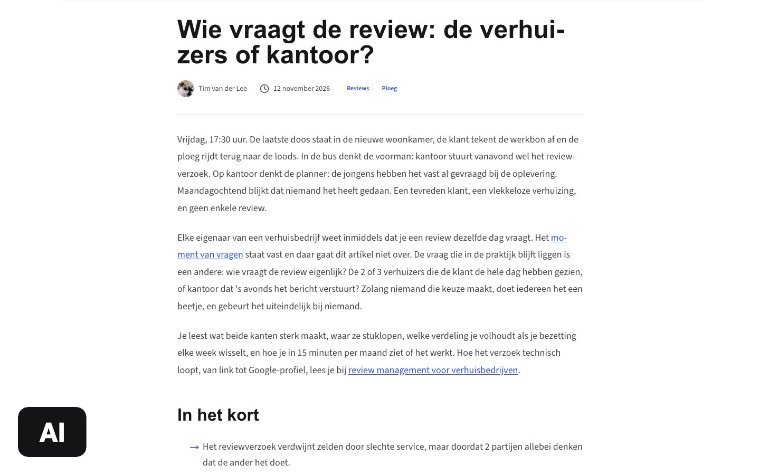 Wie vraagt de review: de verhui-
zers of kantoor?
Tim van der Lee 12 november 2026 Reviews Ploeg
Vrijdag, 17:30 uur. De laatste doos staat in de nieuwe woonkamer, de klant tekent de werkbon af en de
ploeg rijdt terug naar de loods. In de bus denkt de voorman: kantoor stuurt vanavond wel het review-
verzoek. Op kantoor denkt de planner: de jongens hebben het vast al gevraagd bij de oplevering.
Maandagochtend blijkt dat niemand het heeft gedaan. Een tevreden klant, een vlekkeloze verhuizing,
en geen enkele review.
Elke eigenaar van een verhuisbedrijf weet inmiddels dat je een review dezelfde dag vraagt. Het mo-
ment van vragen staat vast en daar gaat dit artikel niet over. De vraag die in de praktijk blijft liggen is
een andere: wie vraagt de review eigenlijk? De 2 of 3 verhuizers die de klant de hele dag hebben gezien,
of kantoor dat 's avonds het bericht verstuurt? Zolang niemand die keuze maakt, doet iedereen het een
beetje, en gebeurt het uiteindelijk bij niemand.
Je leest wat beide kanten sterk maakt, waar ze stuklopen, welke verdeling je volhoudt als je bezetting
elke week wisselt, en hoe je in 15 minuten per maand ziet of het werkt. Hoe het verzoek technisch
loopt, van link tot Google-profiel, lees je bij review management voor verhuisbedrijven.
In het kort
→ Het reviewverzoek verdwijnt zelden door slechte service, maar doordat 2 partijen allebei denken
dat de ander het doet.
AI